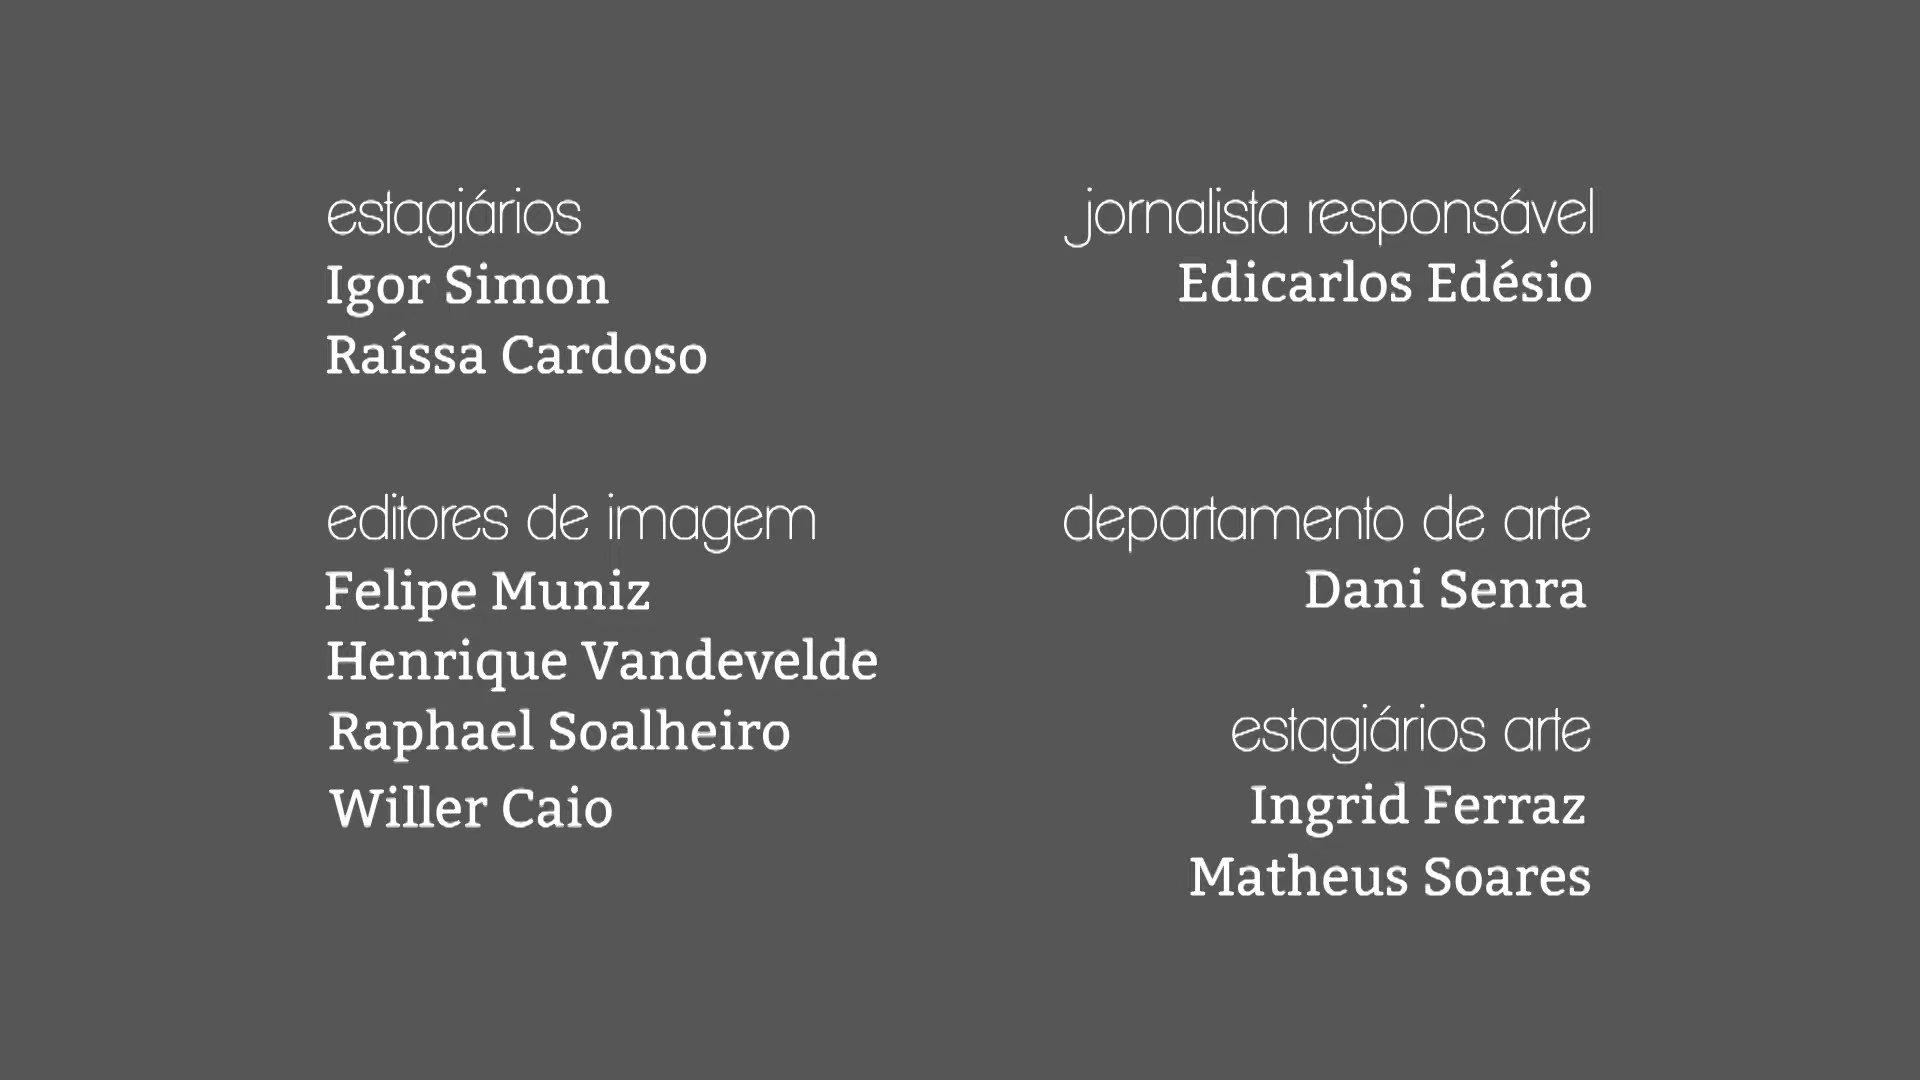 estagiários
Igor Simon
Raíssa Cardoso
editores de imagem
Felipe Muniz
Henrique Vandevelde
Raphael Soalheiro
Willer Caio
jornalista responsável
Edicarlos Edésio
departamento de arte
Dani Senra
estagiários arte
Ingrid Ferraz
Matheus Soares